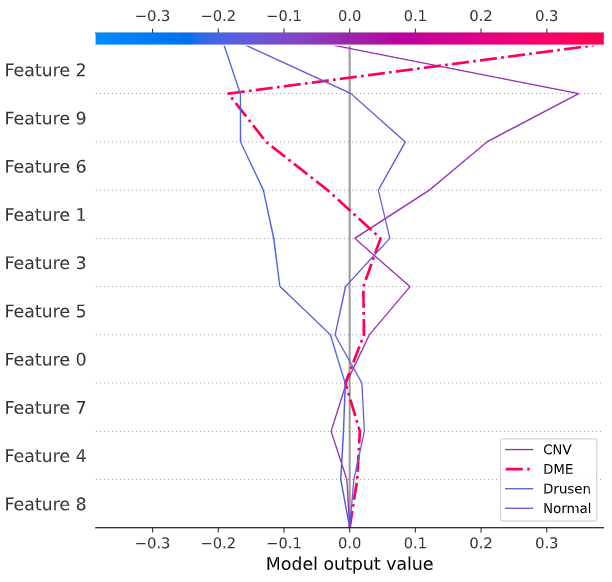 −0.3 −0.2 −0.1 0.0 0.1 0.2 0.3
Feature 2
Feature 9
Feature 6
Feature 1
Feature 3
Feature 5
Feature 0
Feature 7
Feature 4
Feature 8
CNV
DME
Drusen
Normal
−0.3 −0.2 −0.1 0.0 0.1 0.2 0.3
Model output value